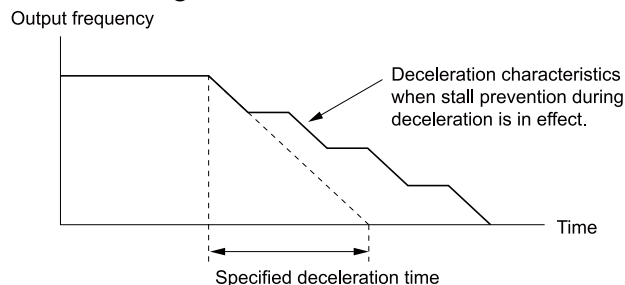 Output frequency
Deceleration characteristics
when stall prevention during
deceleration is in effect.
Time
Specified deceleration time